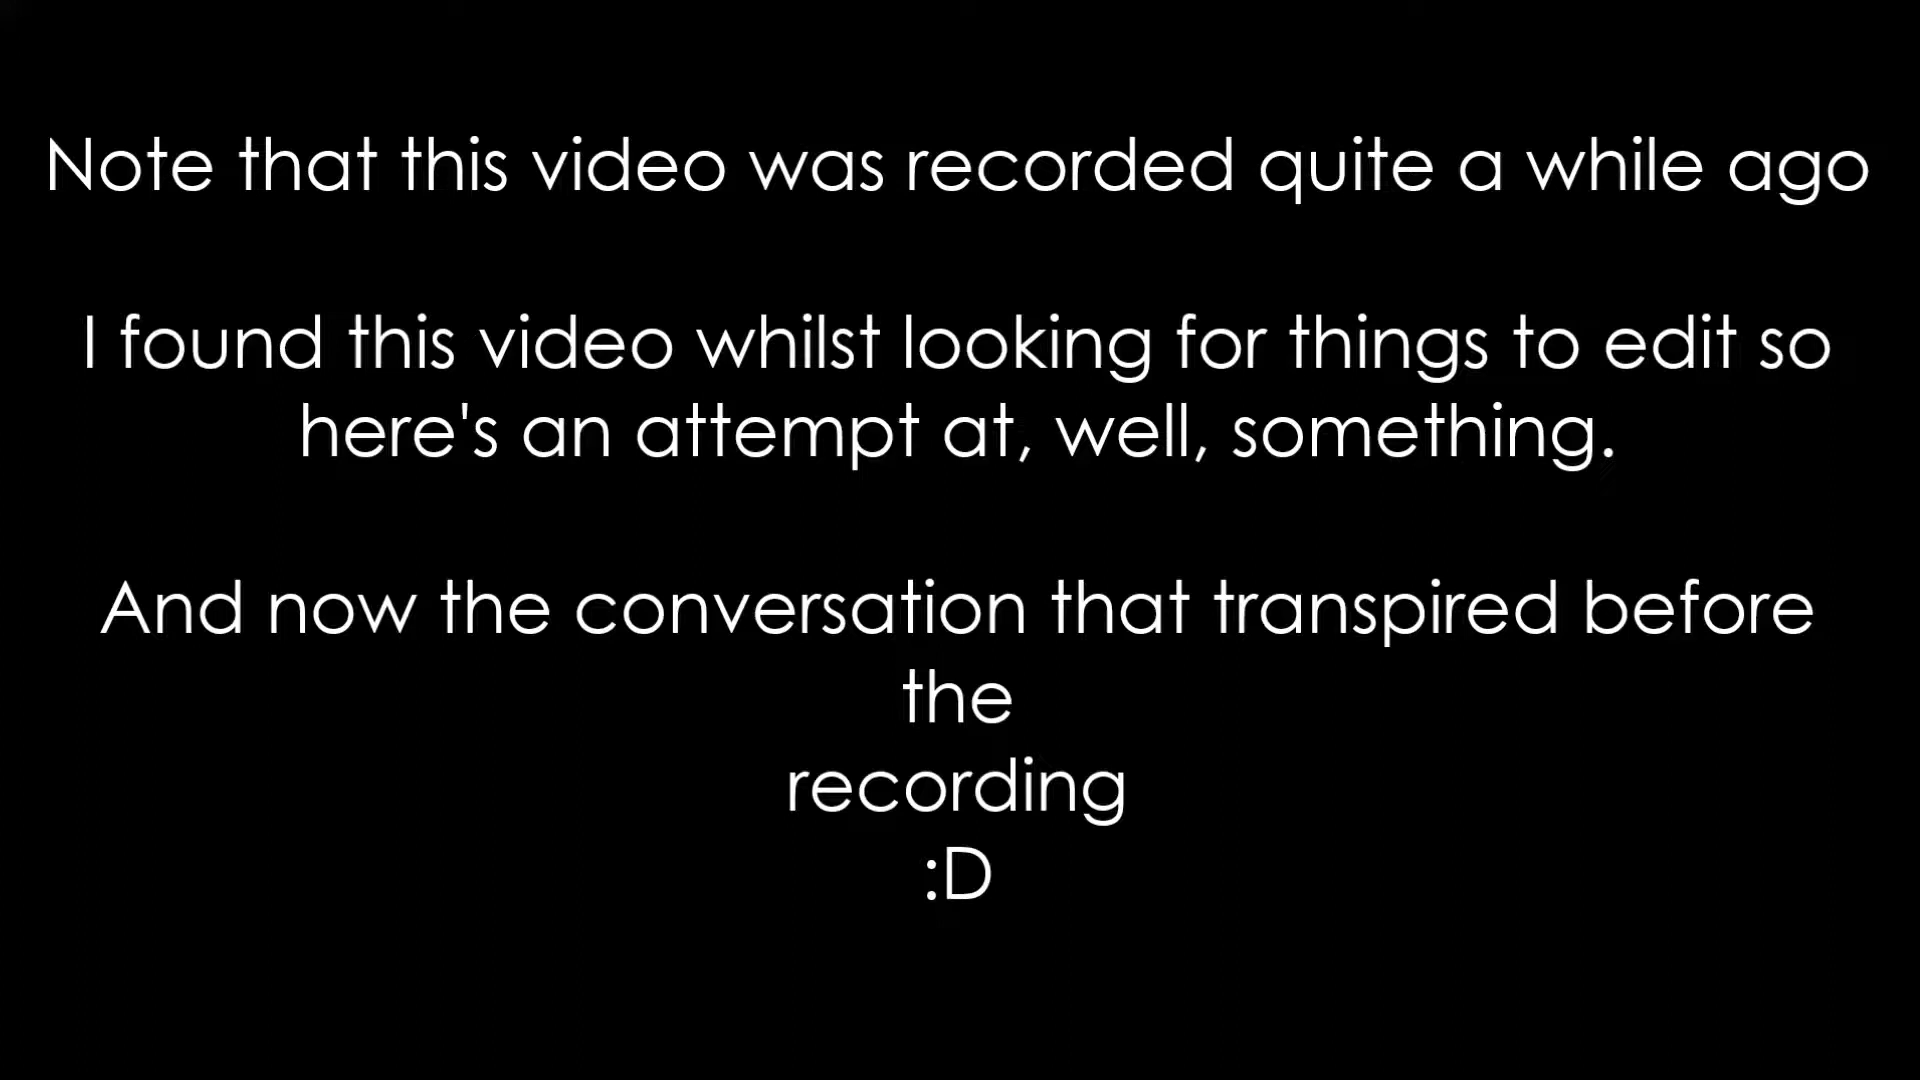 Note that this video was recorded quite a while ago
I found this video whilst looking for things to edit so
here's an attempt at, well, something.
And now the conversation that transpired before
the
recording
:D